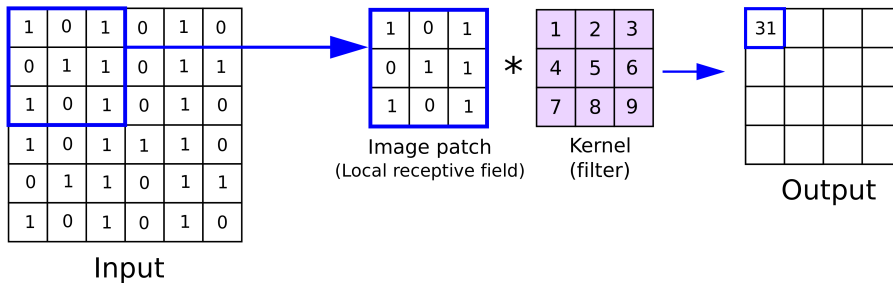 1 0 1 0 1 0
0 1 1 0 1 1
1 0 1 0 1 0
1 0 1 1 1 0
0 1 1 0 1 1
1 0 1 0 1 0
Input
1 0 1
0 1 1
1 0 1
Image patch
(Local receptive field)
*
1 2 3
4 5 6
7 8 9
Kernel
(filter)
31
Output